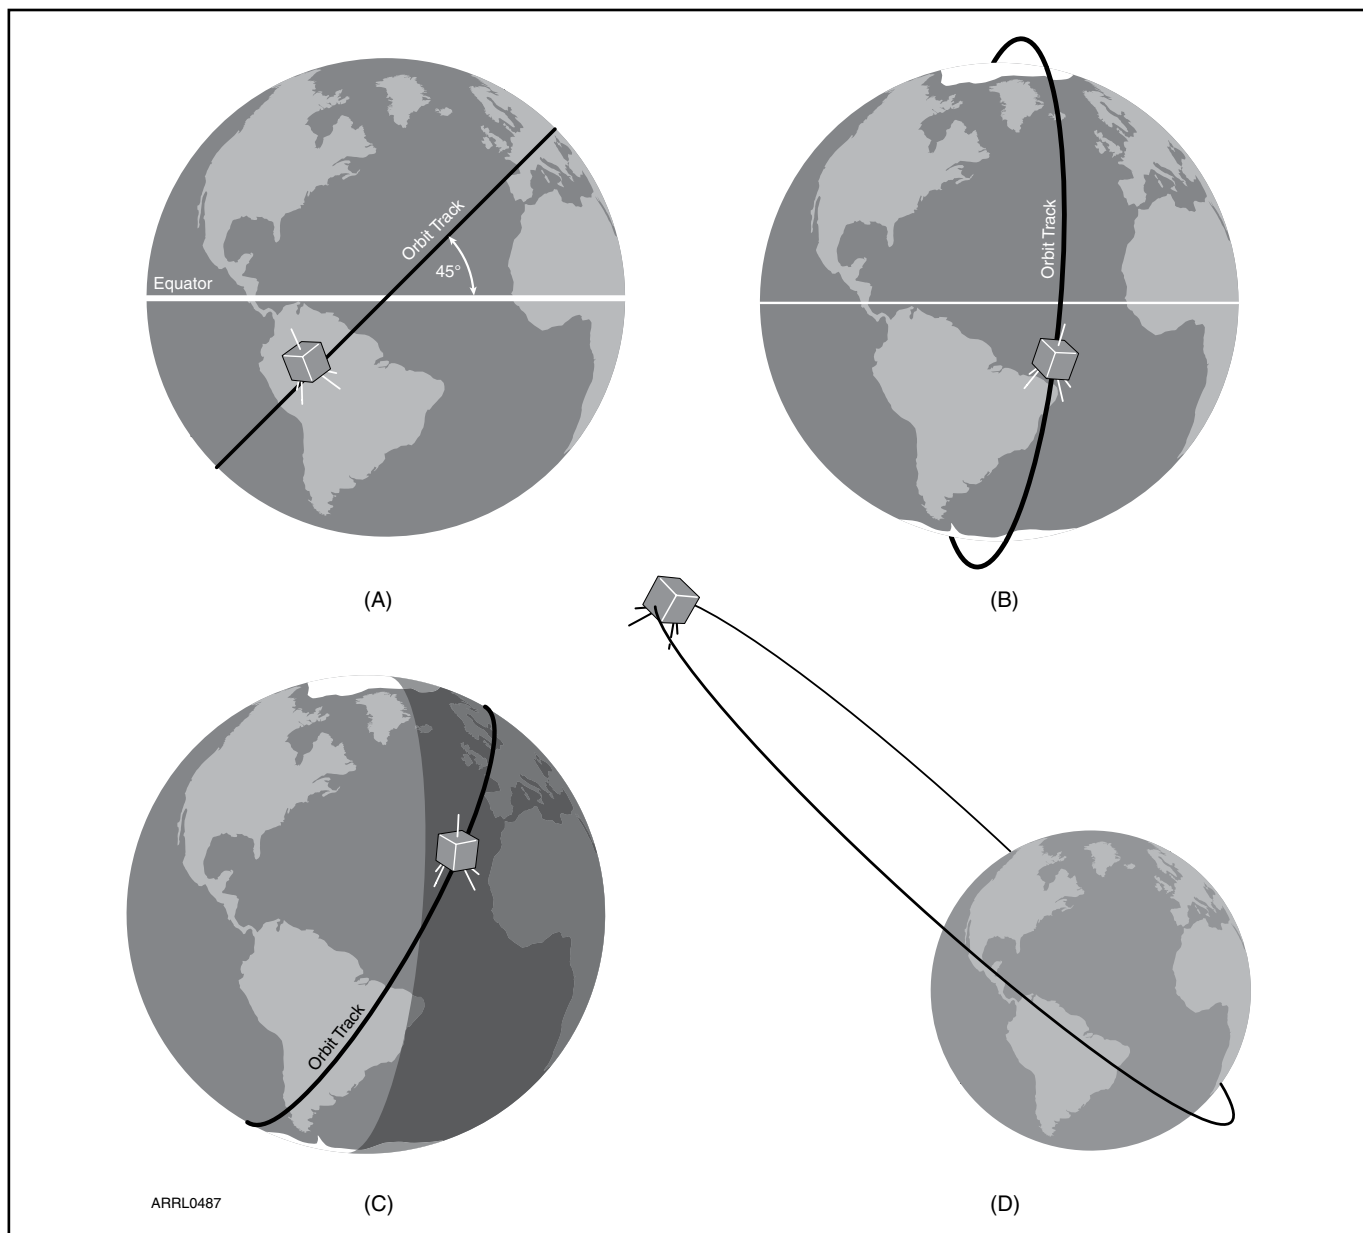 Orbit Track
45°
Equator
(A)
Orbit Track
(B)
Orbit Track
ARRL0487
(C)
(D)